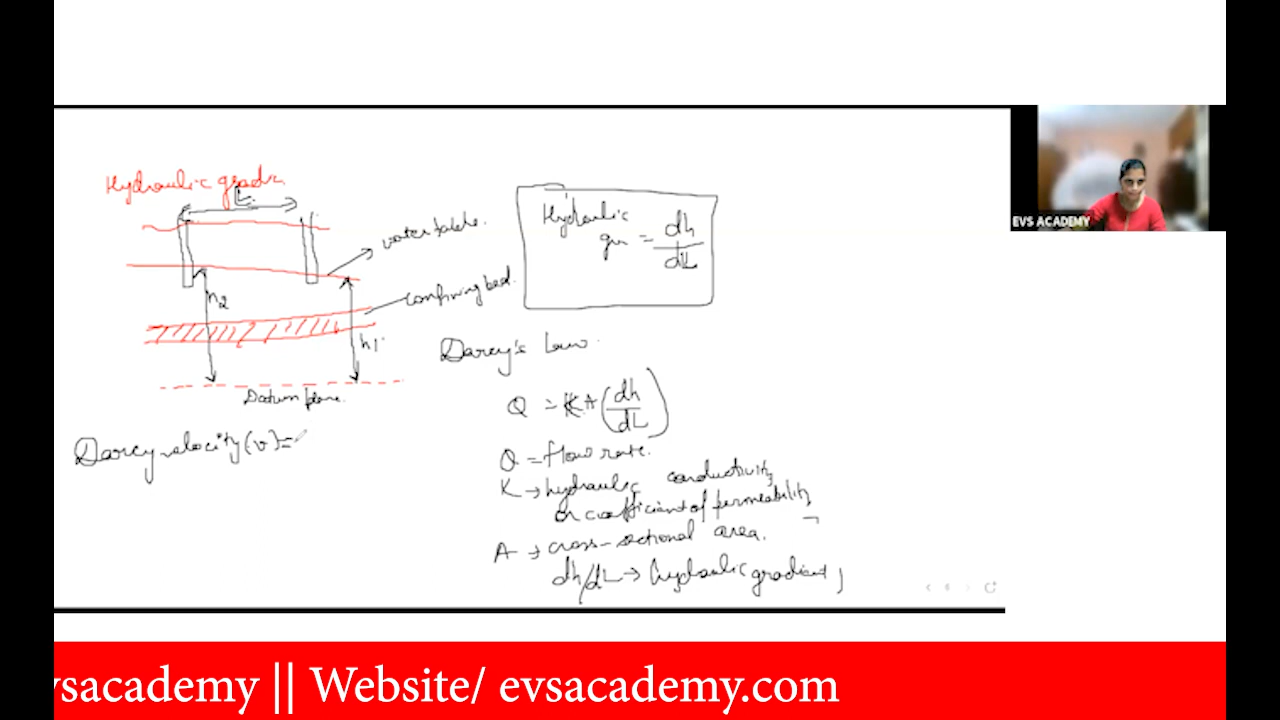 Hydraulic gradn
L
water table.
h2
confining bed.
h1.
Datum plane.
Darcy velocity (v) =
Hydraulic
gr = dh/dL
Darcy's Law.
Q = KA (dh/dL)
Q = flow rate.
K → hydraulic conductivity
or coefficient of permeability
A → cross-sectional area.
dh/dL → hydraulic gradient,
EVS ACADEMY
vsacademy || Website/ evsacademy.com